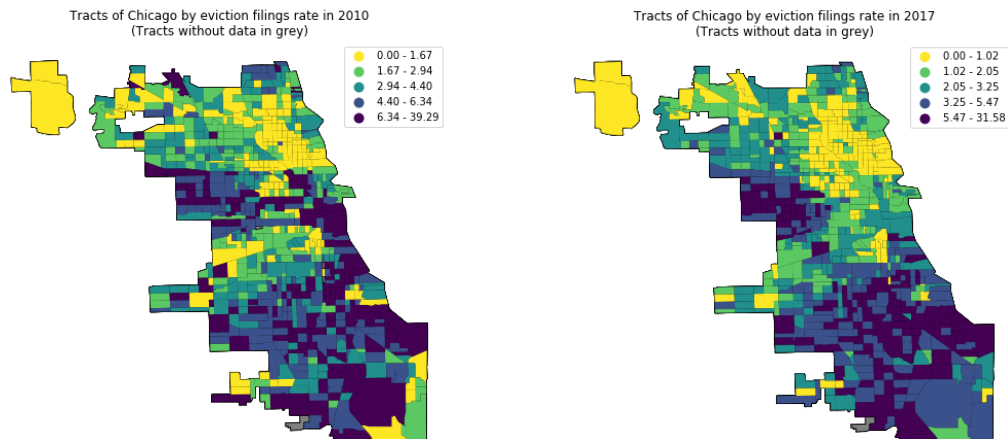 Tracts of Chicago by eviction filings rate in 2010
(Tracts without data in grey)
0.00 - 1.67
1.67 - 2.94
2.94 - 4.40
4.40 - 6.34
6.34 - 39.29
Tracts of Chicago by eviction filings rate in 2017
(Tracts without data in grey)
0.00 - 1.02
1.02 - 2.05
2.05 - 3.25
3.25 - 5.47
5.47 - 31.58